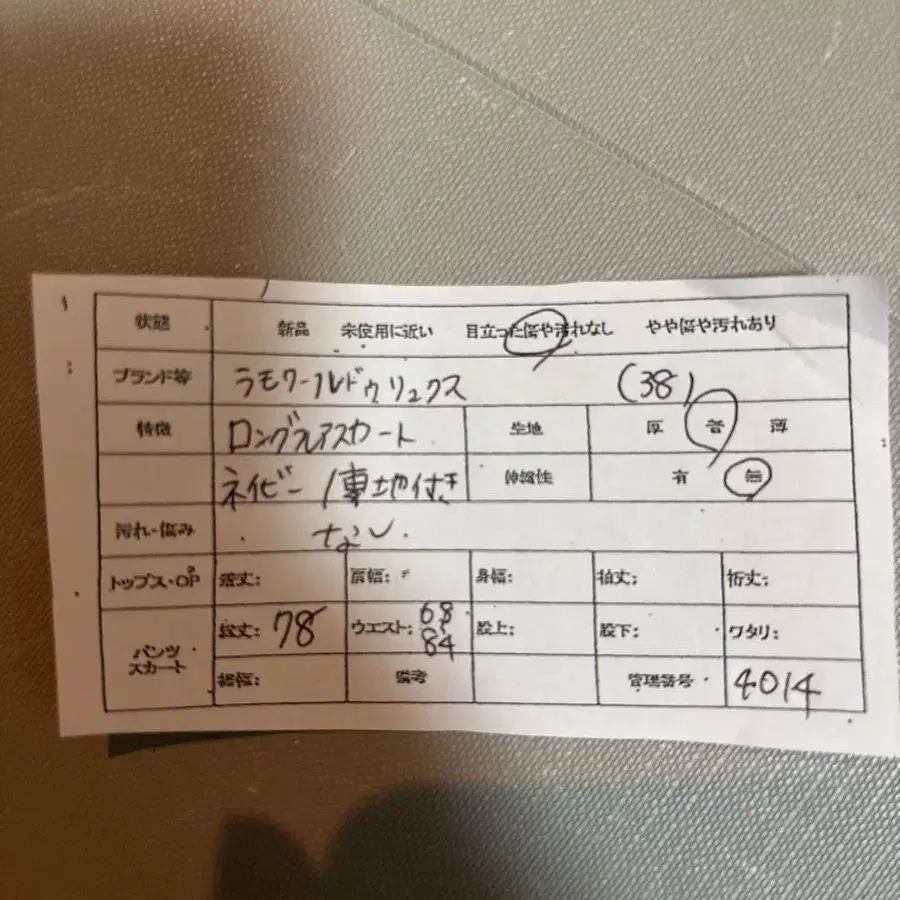 状態 新品 未使用に近い 目立った傷や汚れなし やや傷や汚れあり
ブランド等 ラモワールドゥリュクス (38)
特徴 ロングフレアスカート 生地 厚 普 薄
ネイビー 裏地付き 伸縮性 有 無
汚れ・傷み なし
トップス・OP 着丈: 肩幅: 身幅: 袖丈: 裄丈:
パンツ スカート 総丈: 78 ウエスト: 68 84 股上: 股下: ワタリ:
裾幅: 備考 管理番号 4014